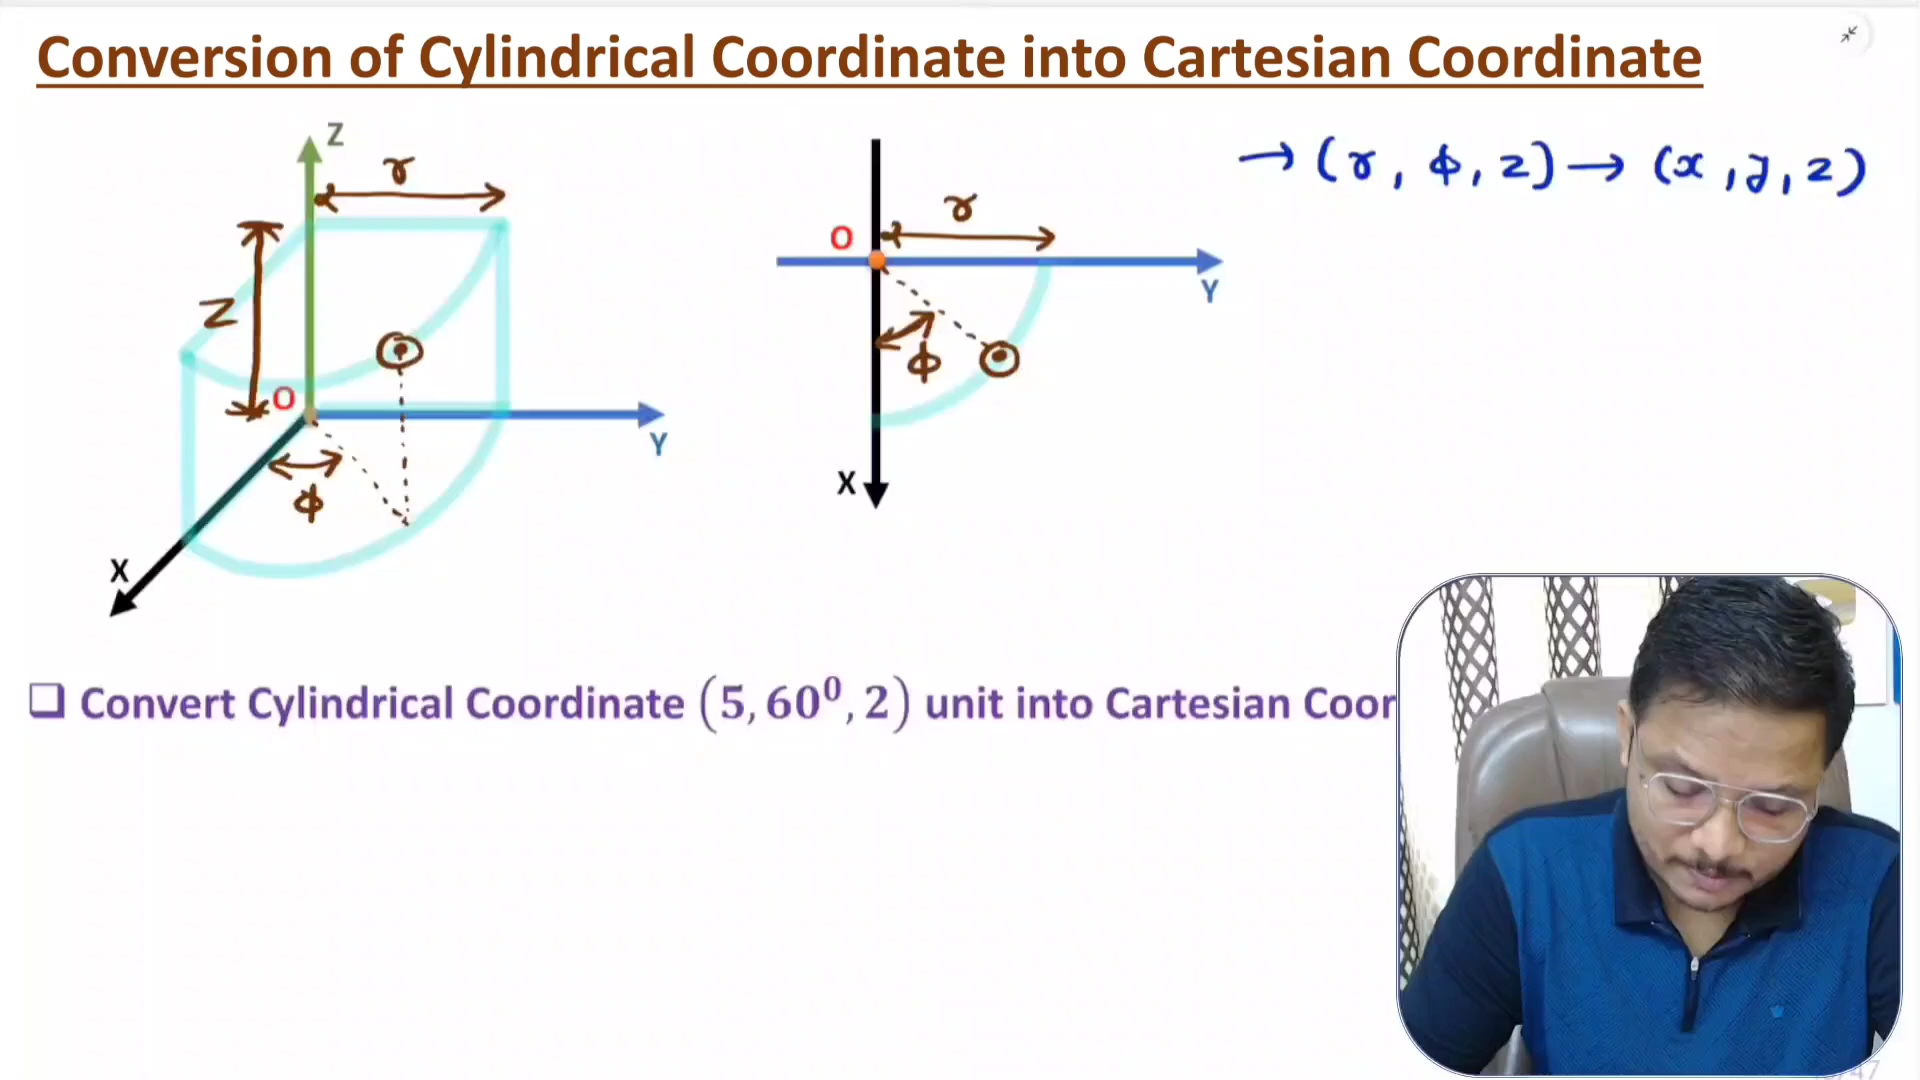 Conversion of Cylindrical Coordinate into Cartesian Coordinate
Z
r
Z
O
Y
ϕ
X
r
O
Y
ϕ
X
→ (r, ϕ, z) → (x, y, z)
❑ Convert Cylindrical Coordinate (5, 60⁰, 2) unit into Cartesian Coor